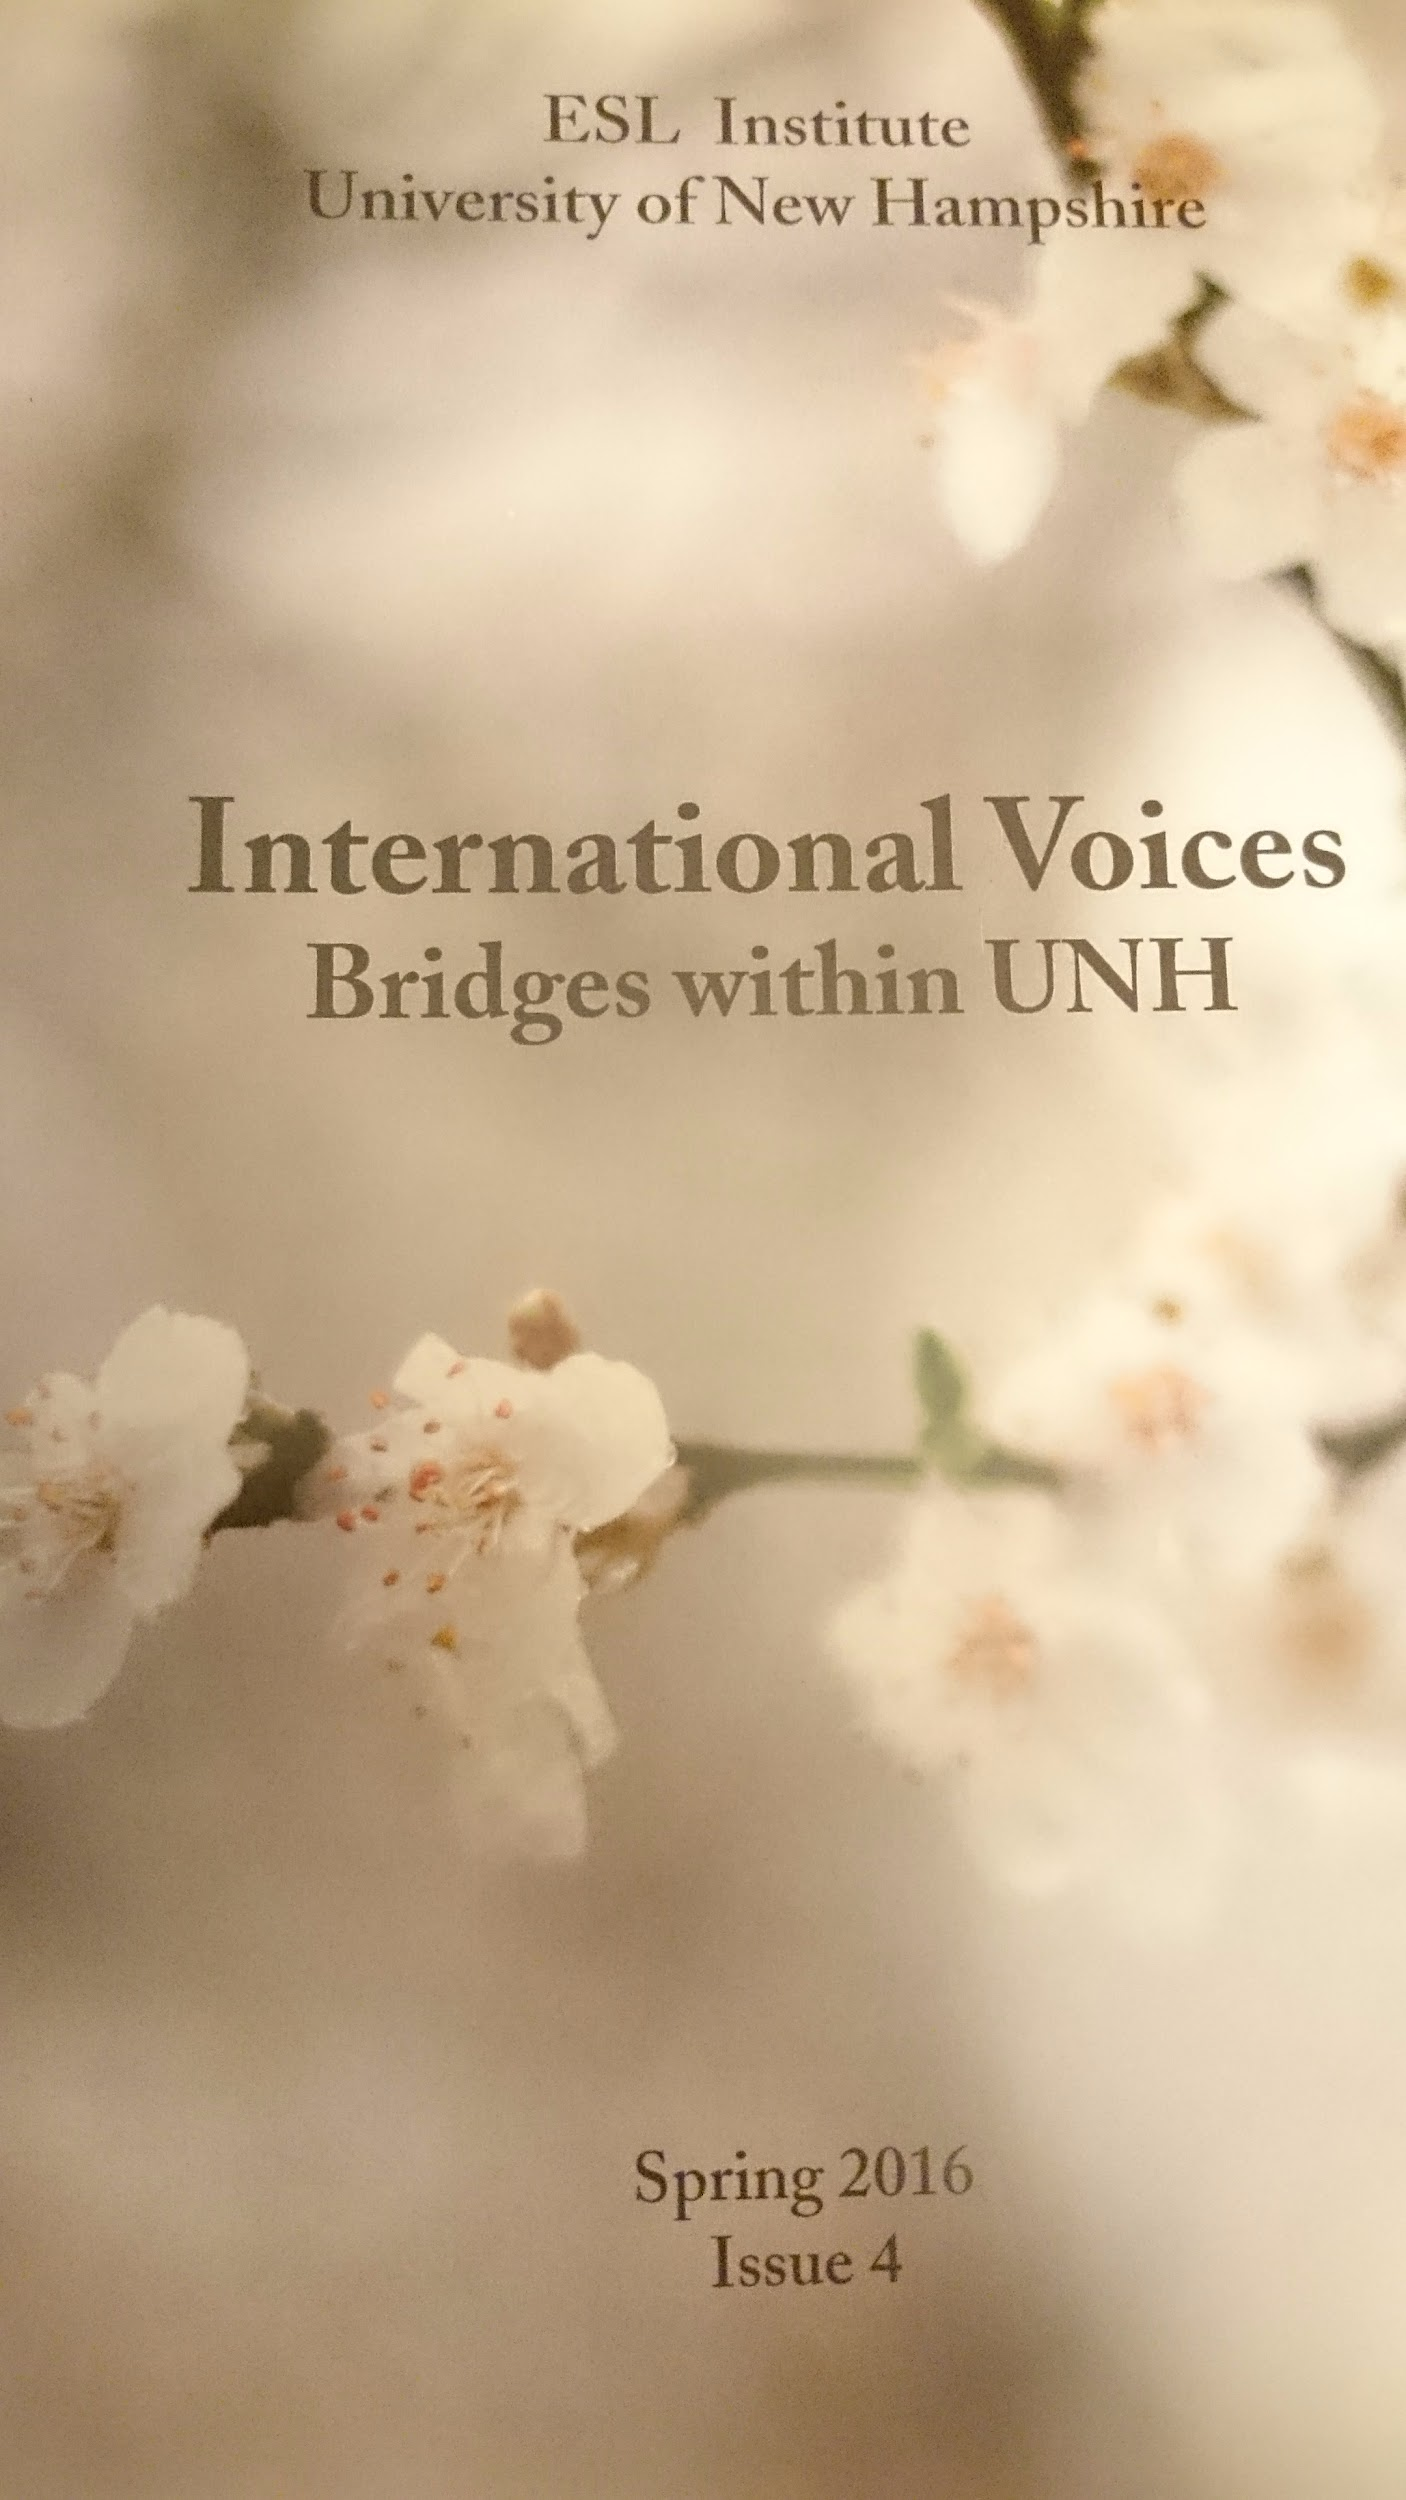 ESL Institute
University of New Hampshire
International Voices
Bridges within UNH
Spring 2016
Issue 4